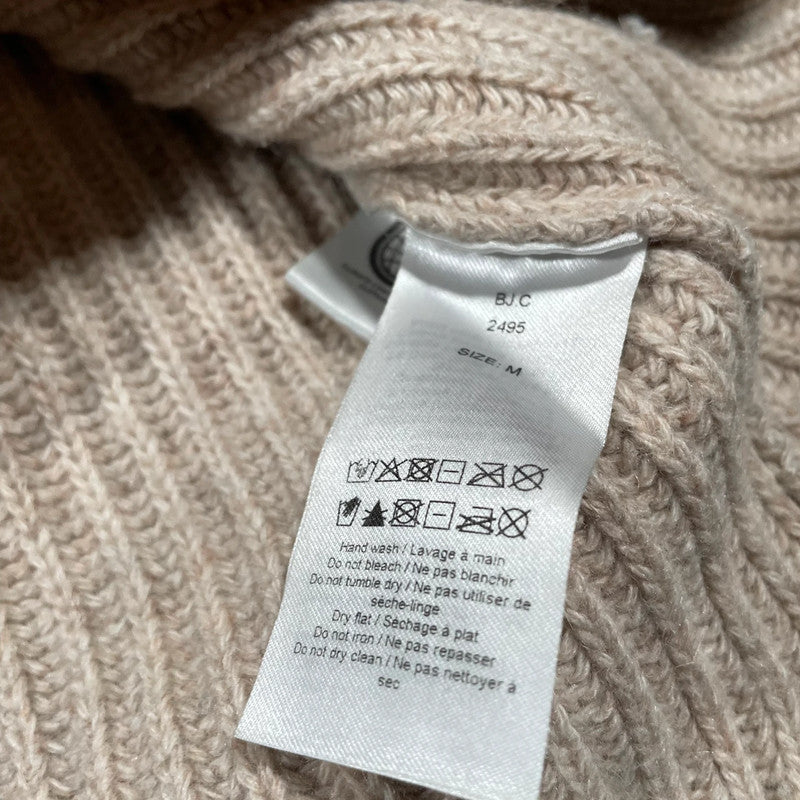 BJ.C
2495
SIZE: M
Hand wash / Lavage à main
Do not bleach / Ne pas blanchir
Do not tumble dry / Ne pas utiliser de
sèche-linge
Dry flat / Séchage à plat
Do not iron / Ne pas repasser
Do not dry clean / Ne pas nettoyer à
sec